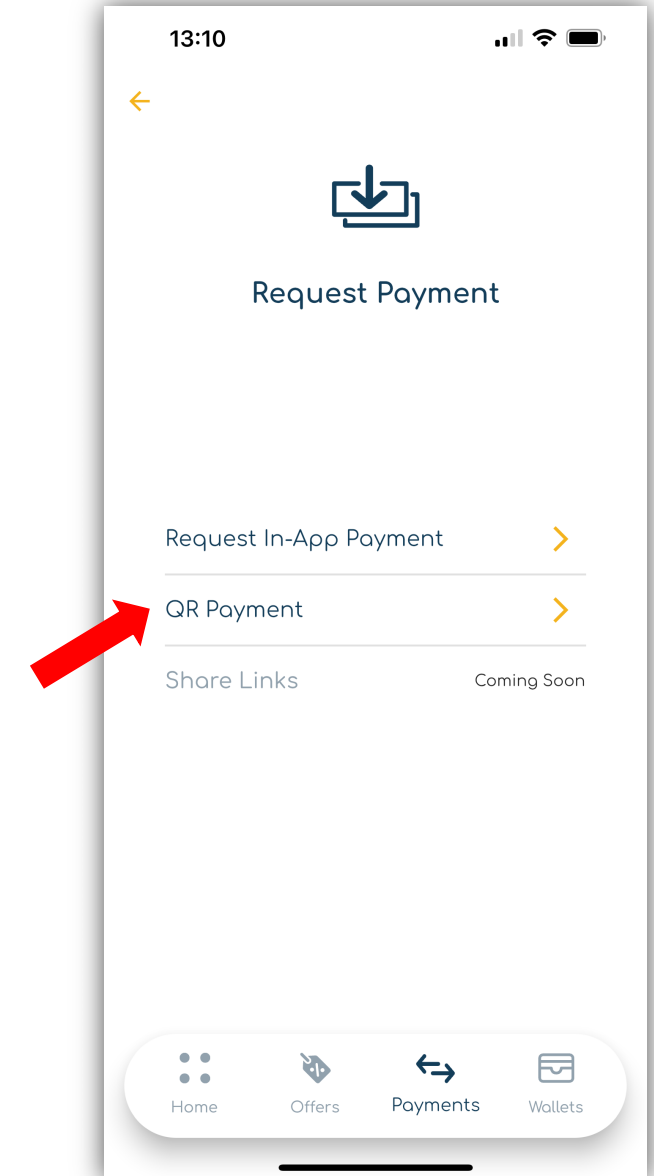 13:10
Request Payment
Request In-App Payment
QR Payment
Share Links Coming Soon
Home Offers Payments Wallets